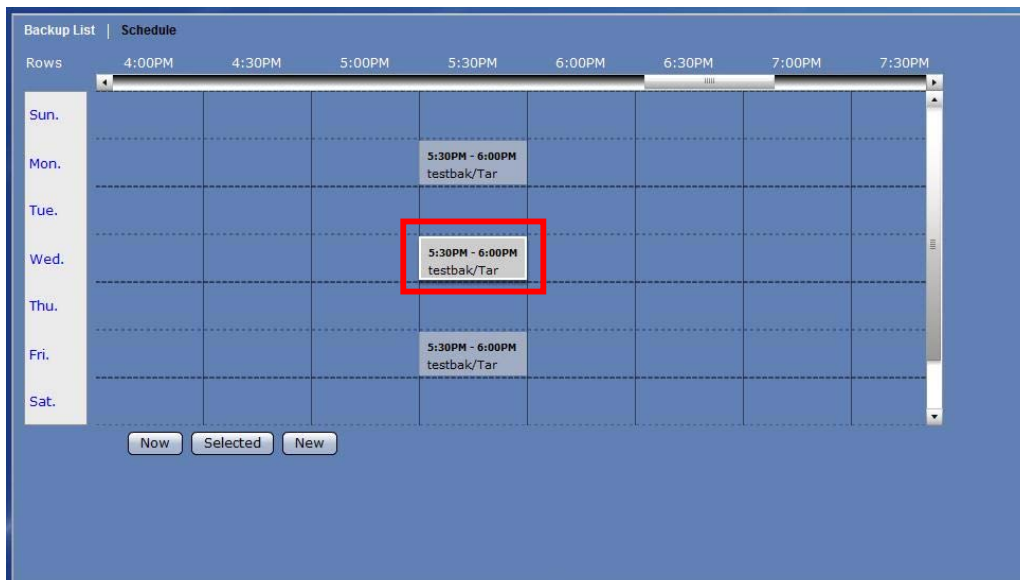 Backup List | Schedule
Rows 4:00PM 4:30PM 5:00PM 5:30PM 6:00PM 6:30PM 7:00PM 7:30PM
Sun.
Mon.
5:30PM - 6:00PM
testbak/Tar
Tue.
Wed.
5:30PM - 6:00PM
testbak/Tar
Thu.
Fri.
5:30PM - 6:00PM
testbak/Tar
Sat.
Now Selected New